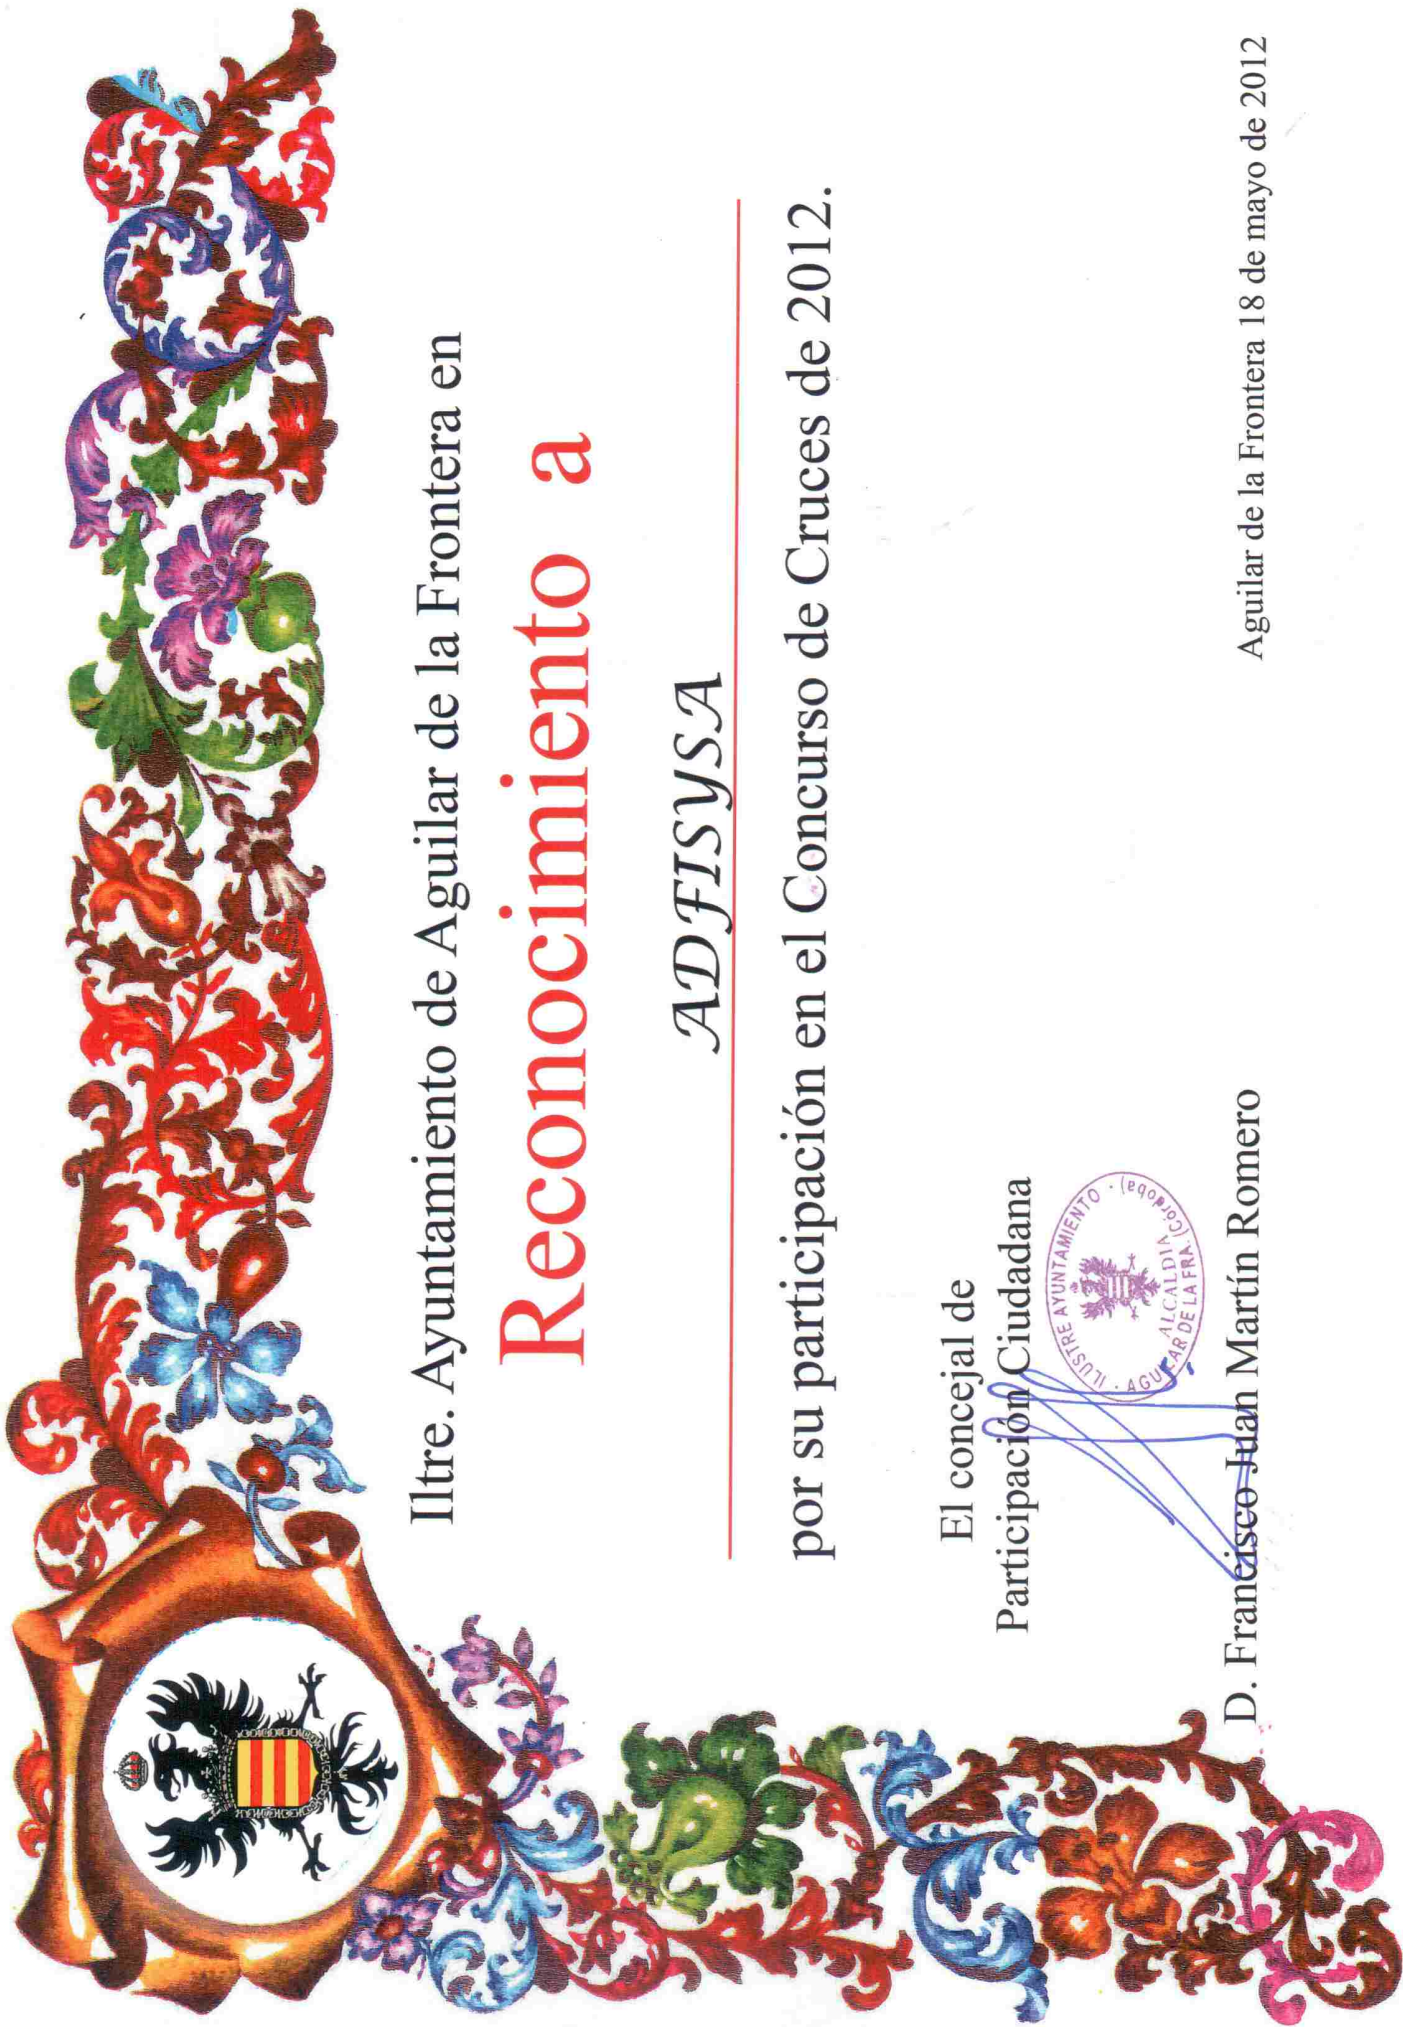 Iltre. Ayuntamiento de Aguilar de la Frontera en
Reconocimiento a
ADFISYSA
por su participación en el Concurso de Cruces de 2012.
El concejal de
Participación Ciudadana
ILUSTRE AYUNTAMIENTO · 
ALCALDIA
AGUILAR DE LA FRA. (Córdoba) ·
D. Francisco Juan Martín Romero
Aguilar de la Frontera 18 de mayo de 2012